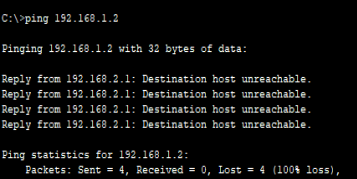 C:\>ping 192.168.1.2
Pinging 192.168.1.2 with 32 bytes of data:
Reply from 192.168.2.1: Destination host unreachable.
Reply from 192.168.2.1: Destination host unreachable.
Reply from 192.168.2.1: Destination host unreachable.
Reply from 192.168.2.1: Destination host unreachable.
Ping statistics for 192.168.1.2:
Packets: Sent = 4, Received = 0, Lost = 4 (100% loss),